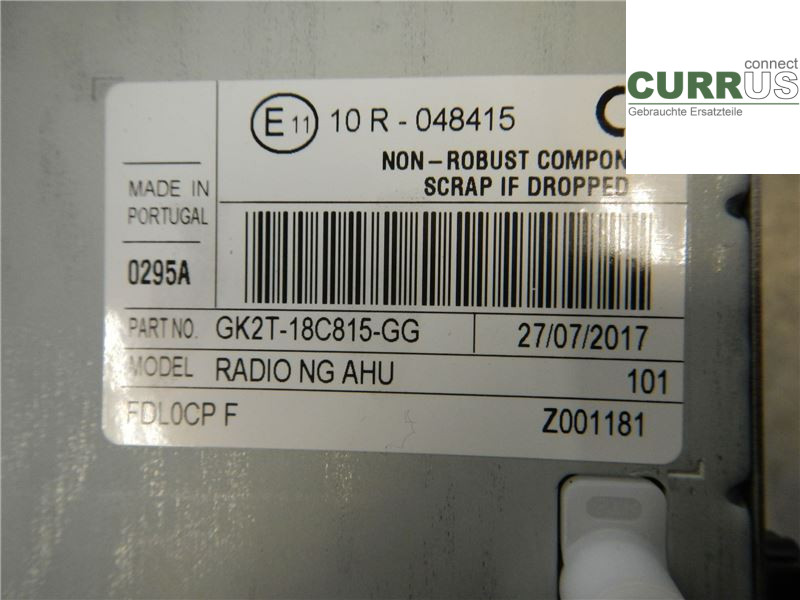 connect
CURRUS
Gebrauchte Ersatzteile
E 11 10 R - 048415
NON-ROBUST
SCRAP IF DROPPED
MADE IN
PORTUGAL
0295A
PART NO. GK2T-18C815-GG 27/07/2017
MODEL RADIO NG AHU 101
FDL0CP F Z001181